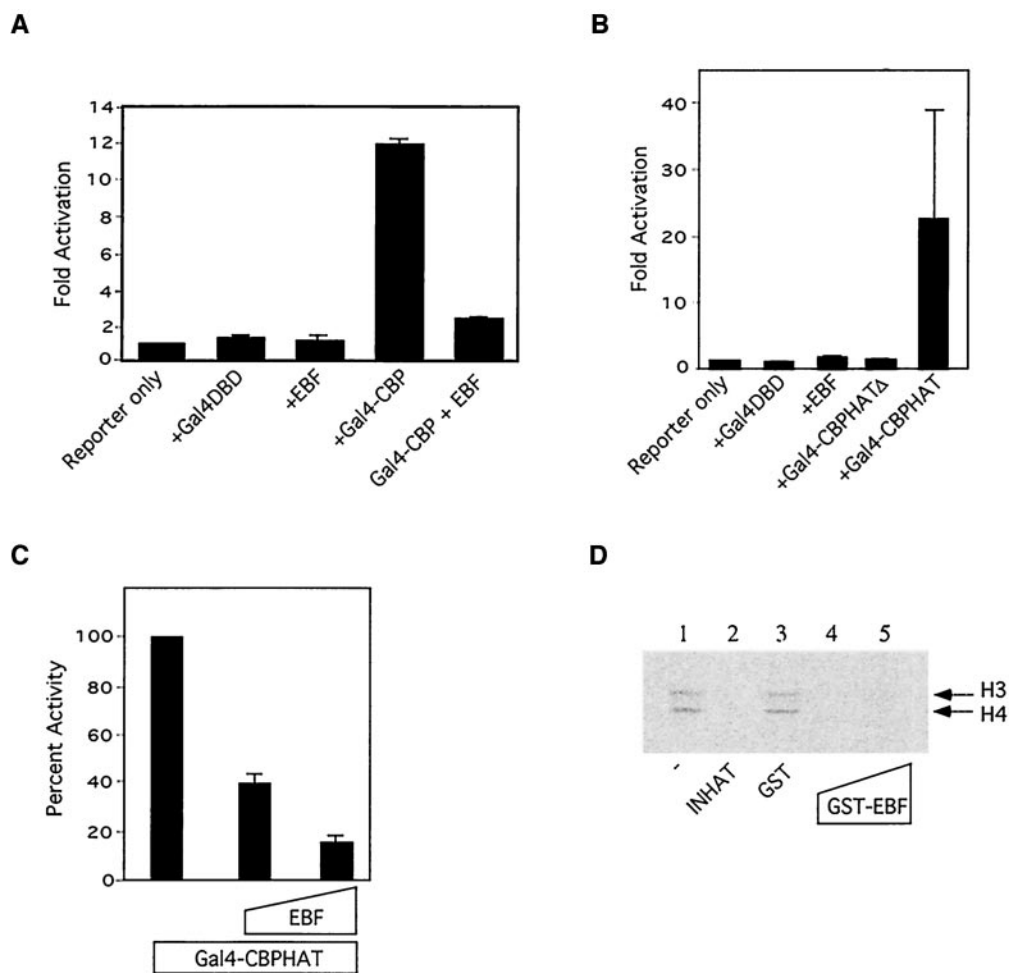 A
Fold Activation
14
12
10
8
6
4
2
0
Reporter only
+Gal4DBD
+EBF
+Gal4-CBP
Gal4-CBP + EBF
B
Fold Activation
40
30
20
10
0
Reporter only
+Gal4DBD
+EBF
+Gal4-CBPHATΔ
+Gal4-CBPHAT
C
Percent Activity
100
80
60
40
20
0
EBF
Gal4-CBPHAT
D
1 2 3 4 5
H3
H4
-
INHAT
GST
GST-EBF